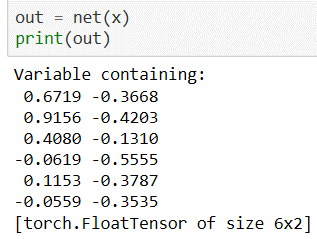 out = net(x)
print(out)
Variable containing:
 0.6719 -0.3668
 0.9156 -0.4203
 0.4080 -0.1310
-0.0619 -0.5555
 0.1153 -0.3787
-0.0559 -0.3535
[torch.FloatTensor of size 6x2]